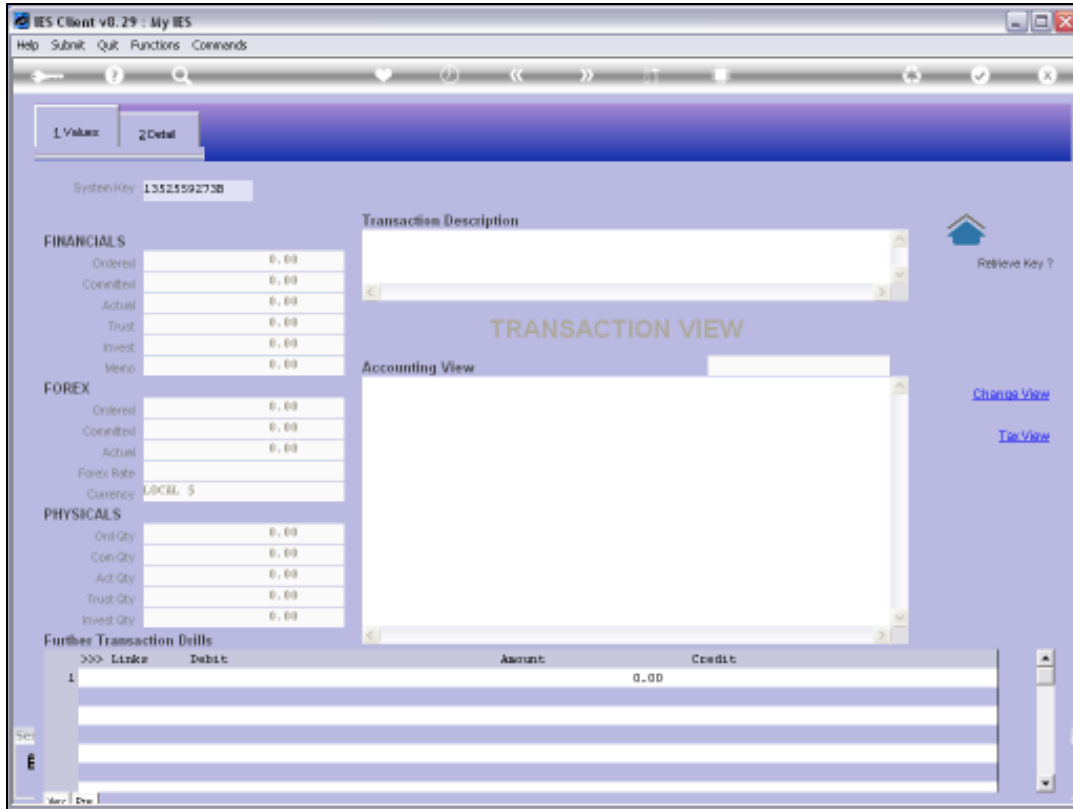 IES Client v8.29 : My IES
Help Submit Quit Functions Commands
1 Values 2 Detail
System Key 1352559273B
Transaction Description
FINANCIALS
Ordered 0.00
Retrieve Key ?
Committed 0.00
Actual 0.00
Trust 0.00
TRANSACTION VIEW
Invest 0.00
Memo 0.00
Accounting View
FOREX
Change View
Ordered 0.00
Committed 0.00
Tax View
Actual 0.00
Forex Rate
Currency LOCAL $
PHYSICALS
Ord Qty 0.00
Com Qty 0.00
Act Qty 0.00
Trust Qty 0.00
Invest Qty 0.00
Further Transaction Drills
>>> Links Debit Amount Credit
1 0.00